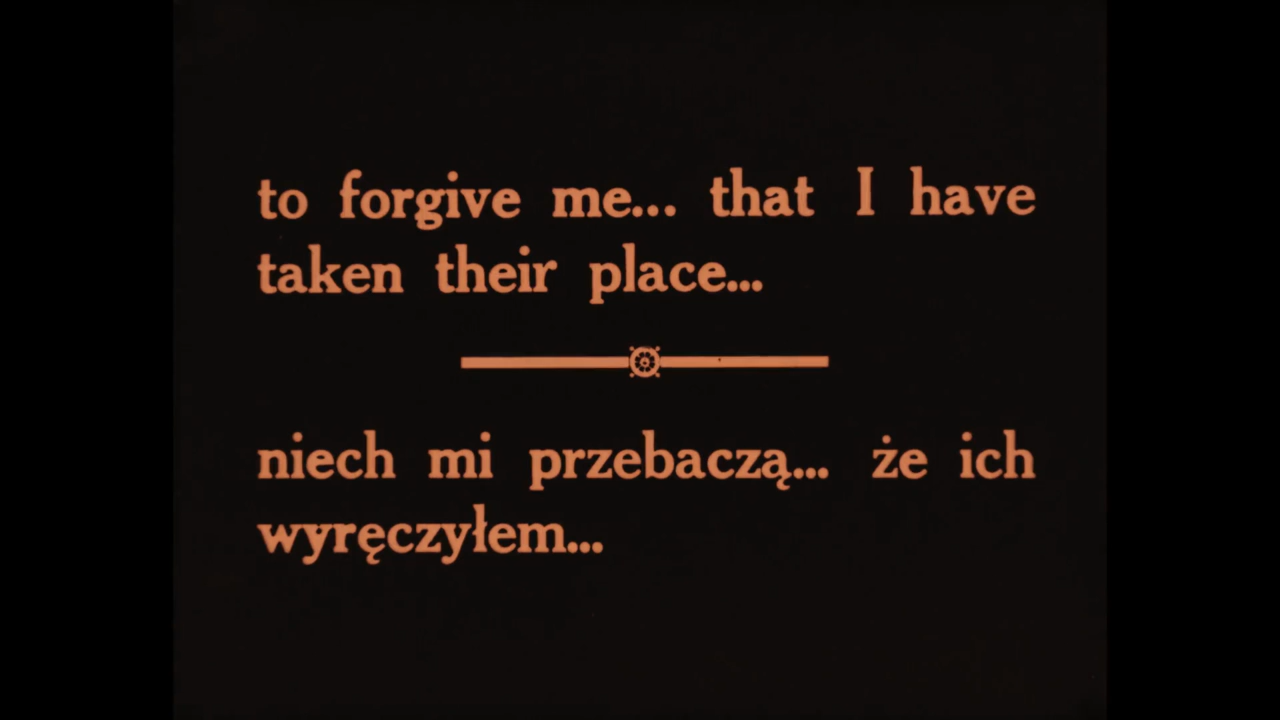 to forgive me... that I have
taken their place...
niech mi przebaczą... że ich
wyręczyłem...